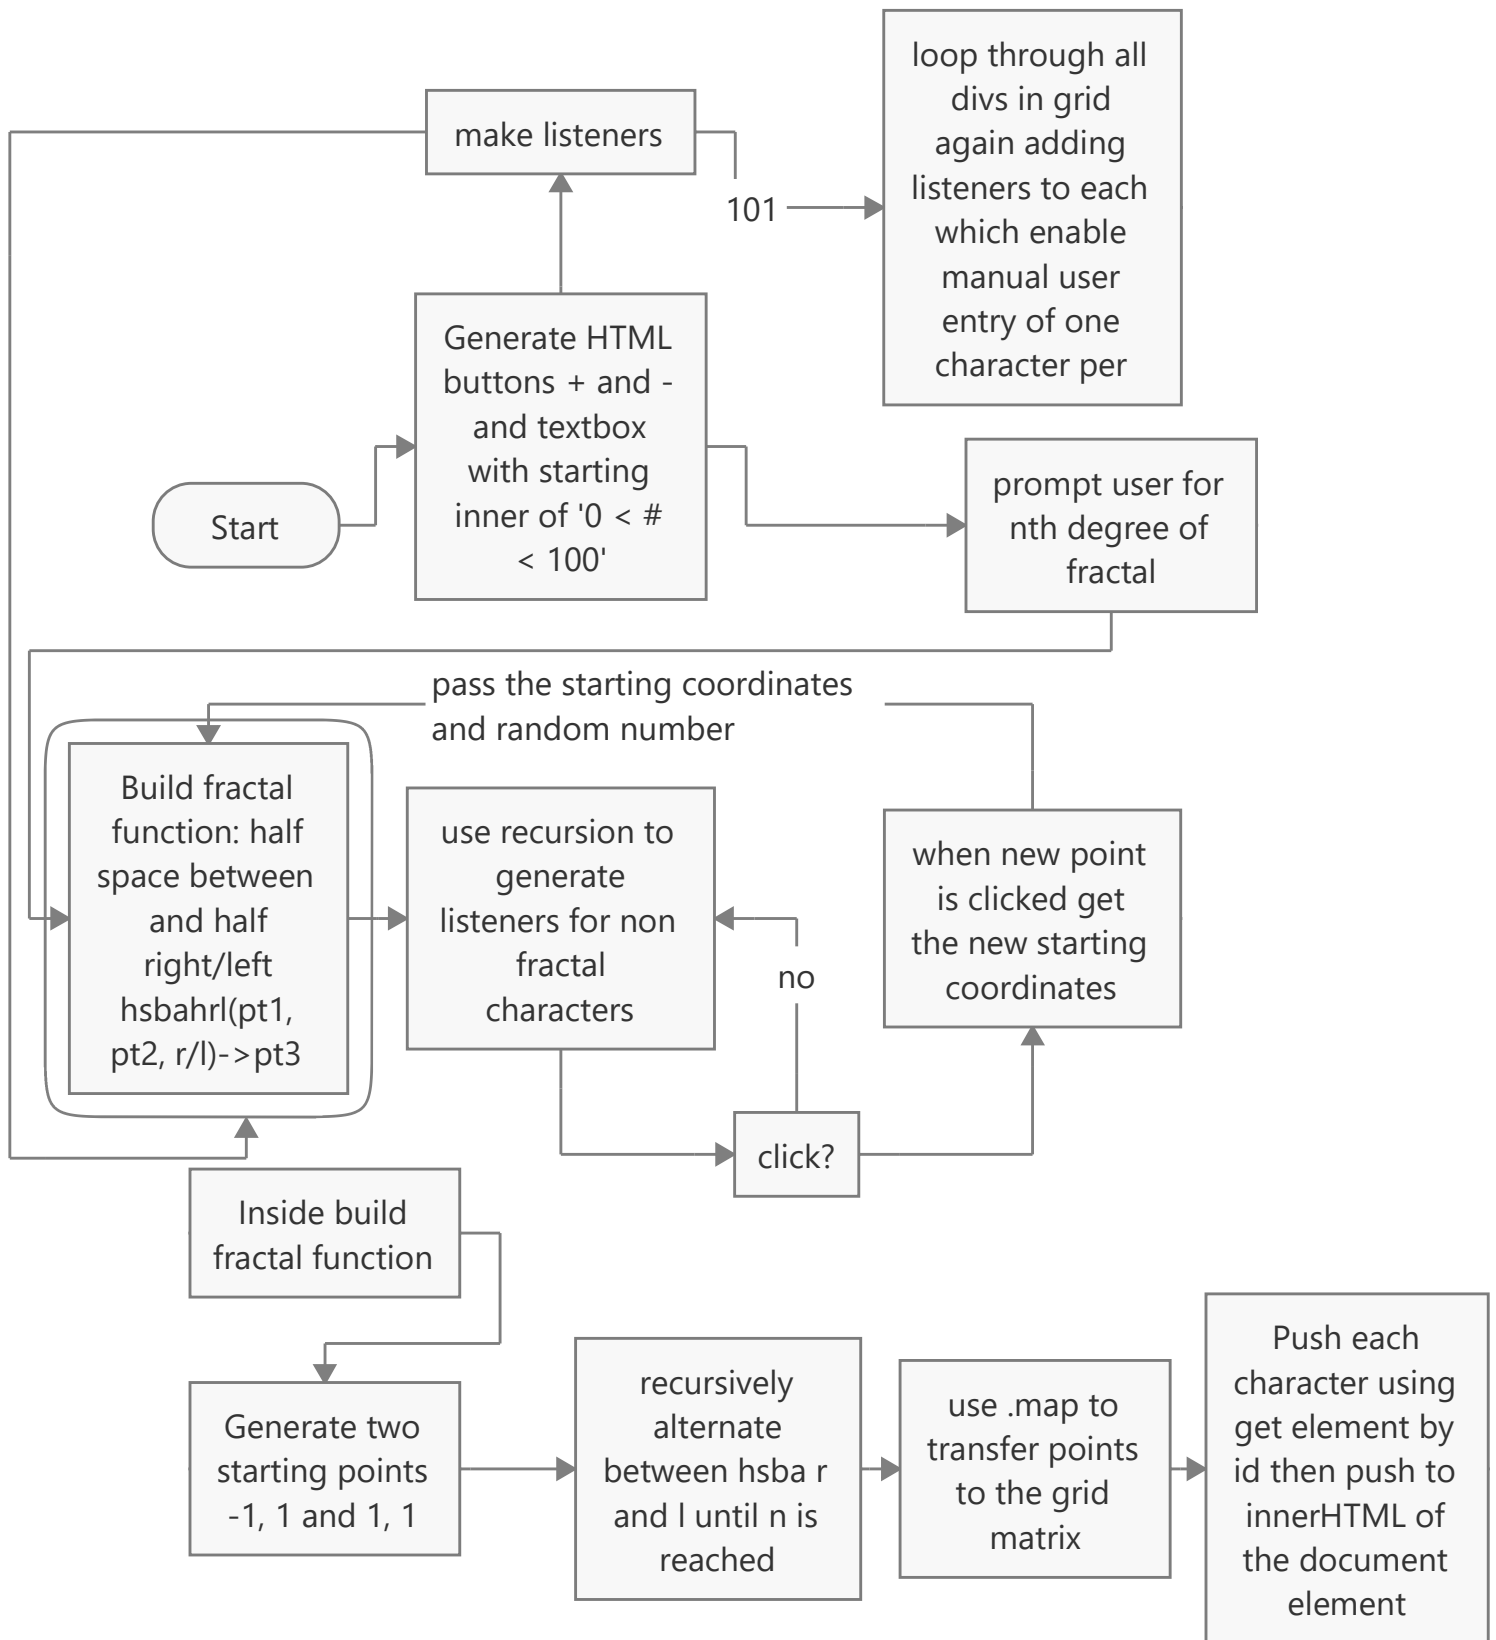 loop through all
divs in grid
again adding
listeners to each
which enable
manual user
entry of one
character per
make listeners
101
Generate HTML
buttons + and -
and textbox
with starting
inner of '0 < #
< 100'
Start
prompt user for
nth degree of
fractal
pass the starting coordinates
and random number
Build fractal
function: half
space between
and half
right/left
hsbahrl(pt1,
pt2, r/l)->pt3
use recursion to
generate
listeners for non
fractal
characters
no
when new point
is clicked get
the new starting
coordinates
click?
Inside build
fractal function
Generate two
starting points
-1, 1 and 1, 1
recursively
alternate
between hsba r
and l until n is
reached
use .map to
transfer points
to the grid
matrix
Push each
character using
get element by
id then push to
innerHTML of
the document
element